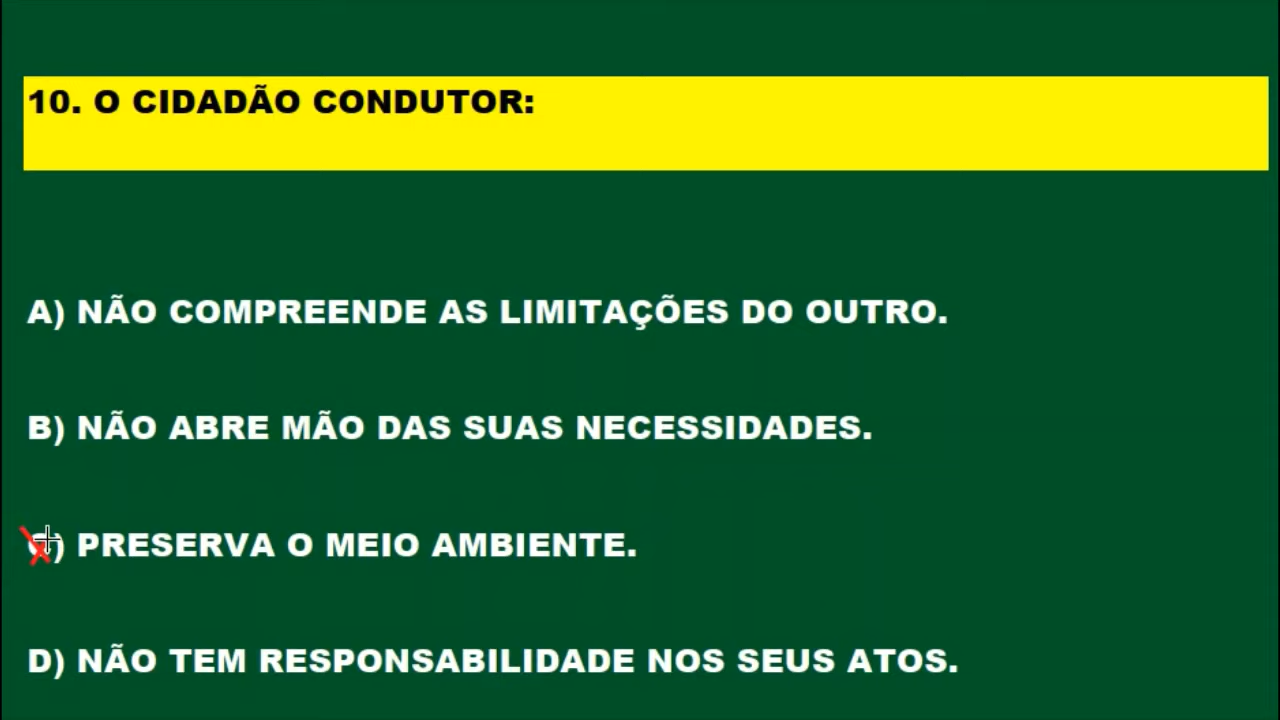 10. O CIDADÃO CONDUTOR:
A) NÃO COMPREENDE AS LIMITAÇÕES DO OUTRO.
B) NÃO ABRE MÃO DAS SUAS NECESSIDADES.
C) PRESERVA O MEIO AMBIENTE.
D) NÃO TEM RESPONSABILIDADE NOS SEUS ATOS.